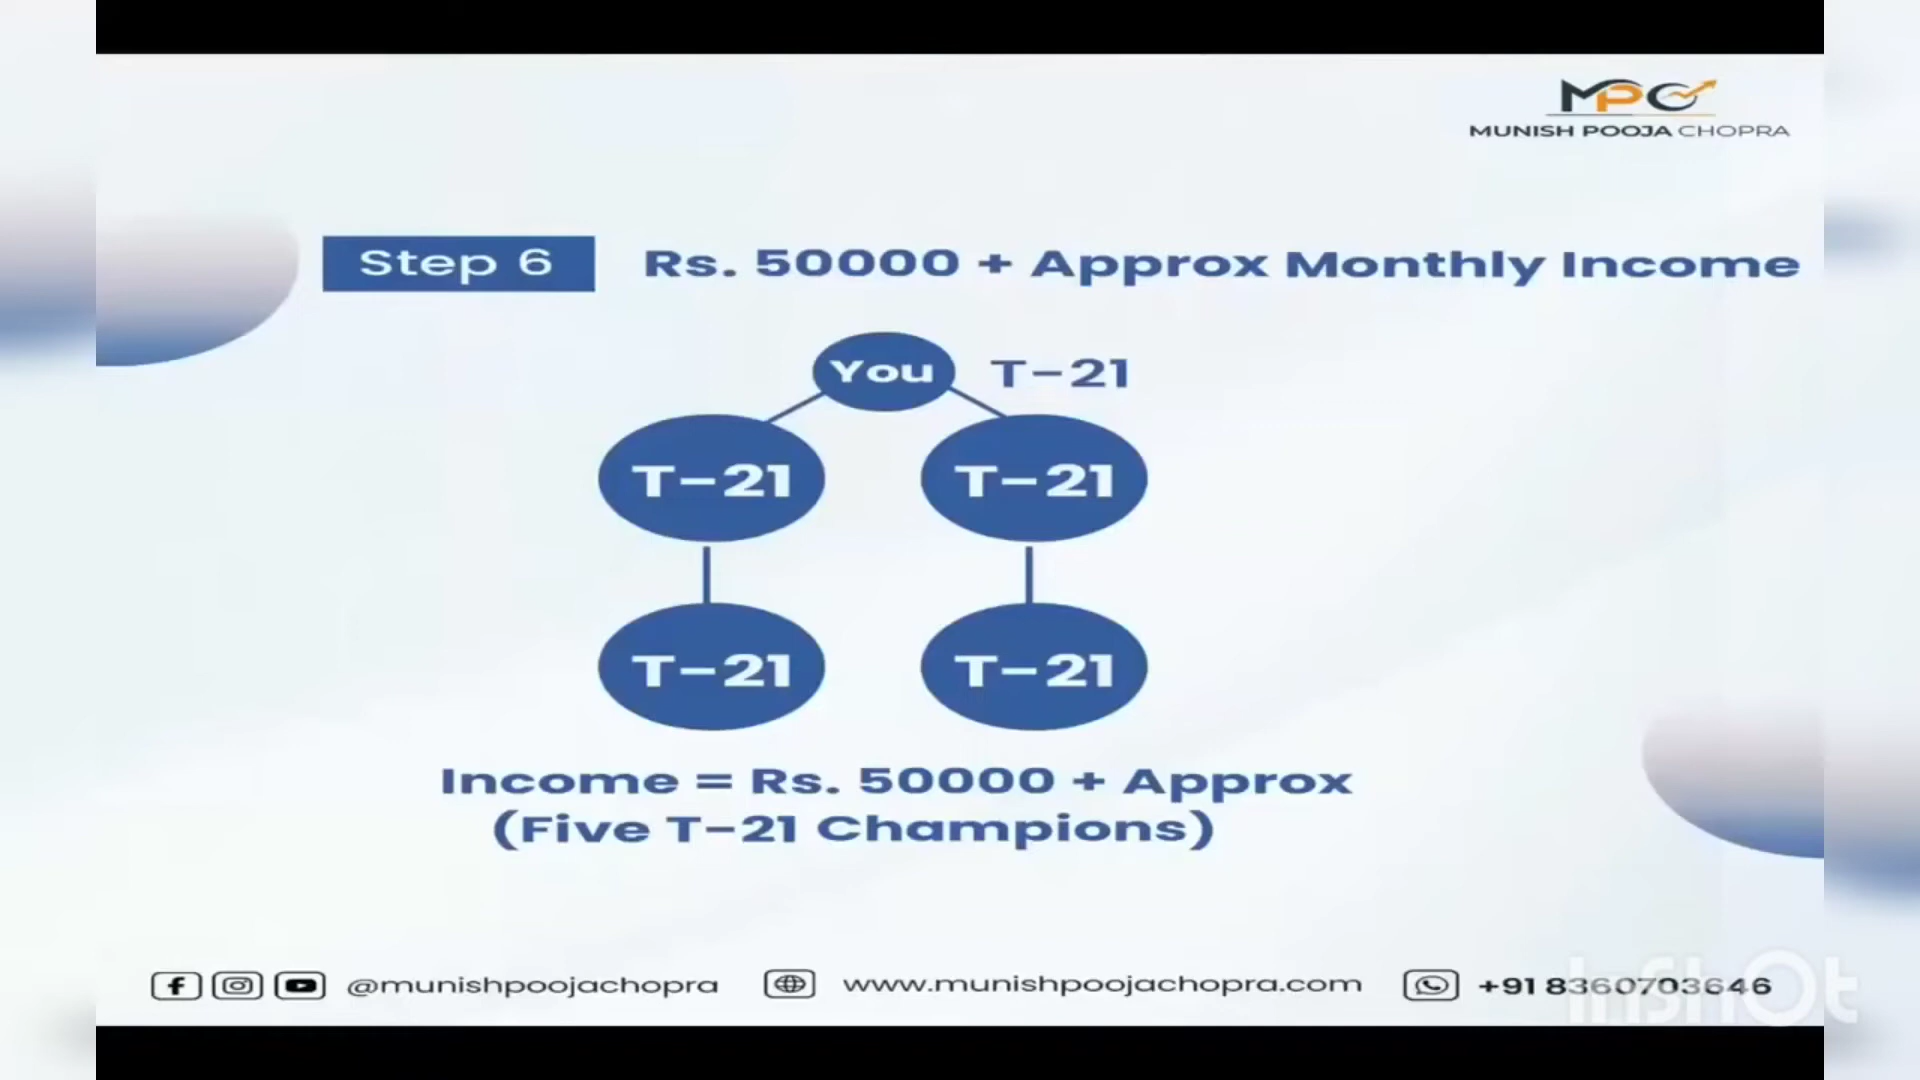 MPC
MUNISH POOJA CHOPRA
Step 6
Rs. 50000 + Approx Monthly Income
You T-21
T-21 T-21
T-21 T-21
Income = Rs. 50000 + Approx
(Five T-21 Champions)
@munishpoojachopra www.munishpoojachopra.com +91 8360703646
InShOt